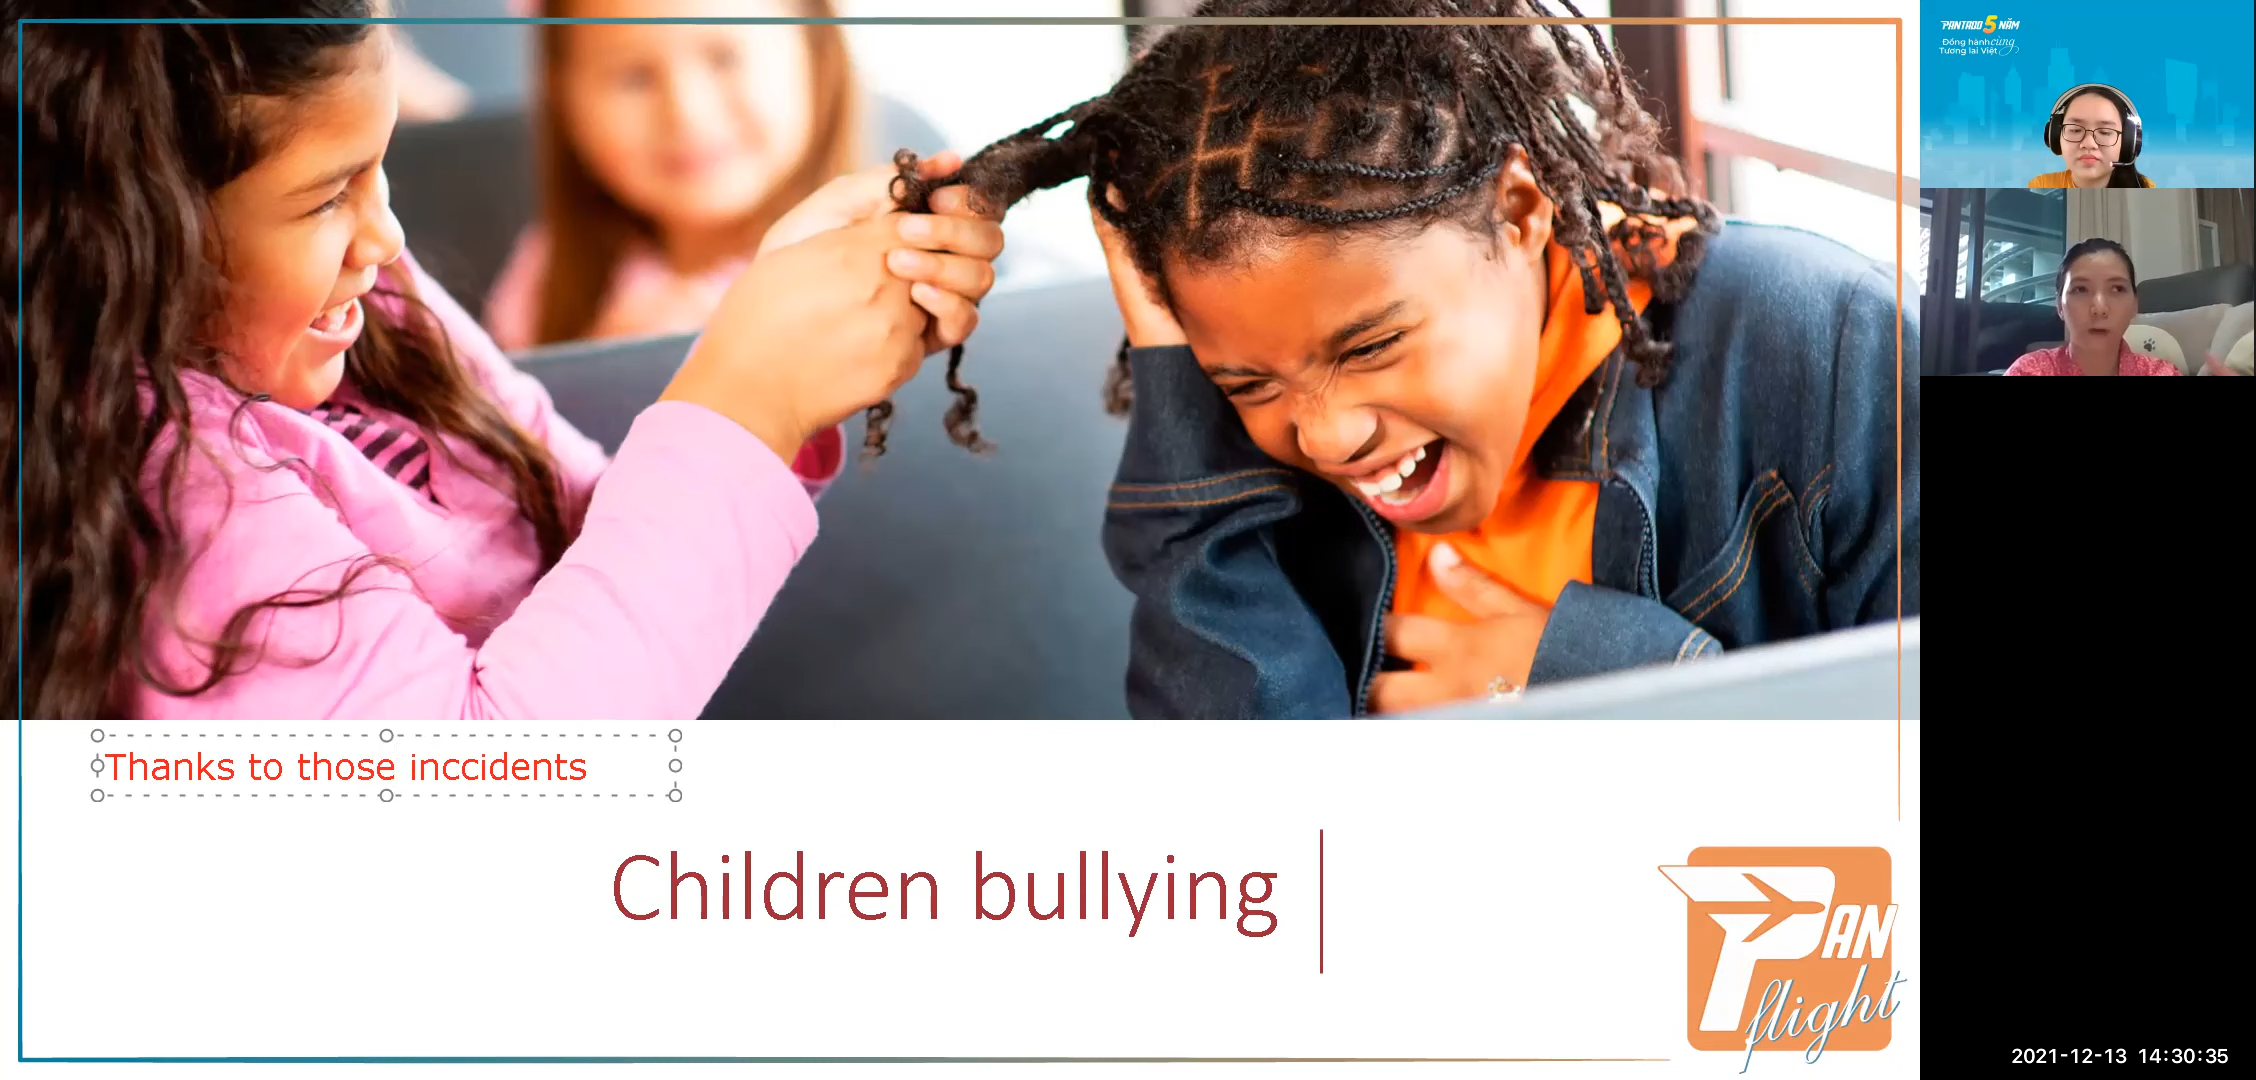 PANTADO 5 NĂM
Đồng hành cùng
Tương lai Việt
Thanks to those inccidents
Children bullying
PAN
flight
2021-12-13 14:30:35